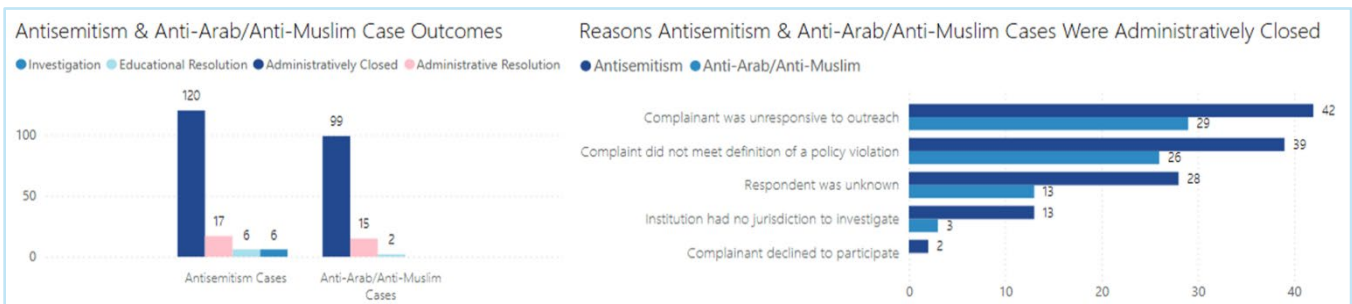 Antisemitism & Anti-Arab/Anti-Muslim Case Outcomes
Investigation Educational Resolution Administratively Closed Administrative Resolution
120
99
100
50
17
6
6
15
2
0
Antisemitism Cases
Anti-Arab/Anti-Muslim
Cases
Reasons Antisemitism & Anti-Arab/Anti-Muslim Cases Were Administratively Closed
Antisemitism Anti-Arab/Anti-Muslim
Complainant was unresponsive to outreach
42
29
Complaint did not meet definition of a policy violation
39
26
Respondent was unknown
28
13
Institution had no jurisdiction to investigate
13
3
Complainant declined to participate
2
0 10 20 30 40